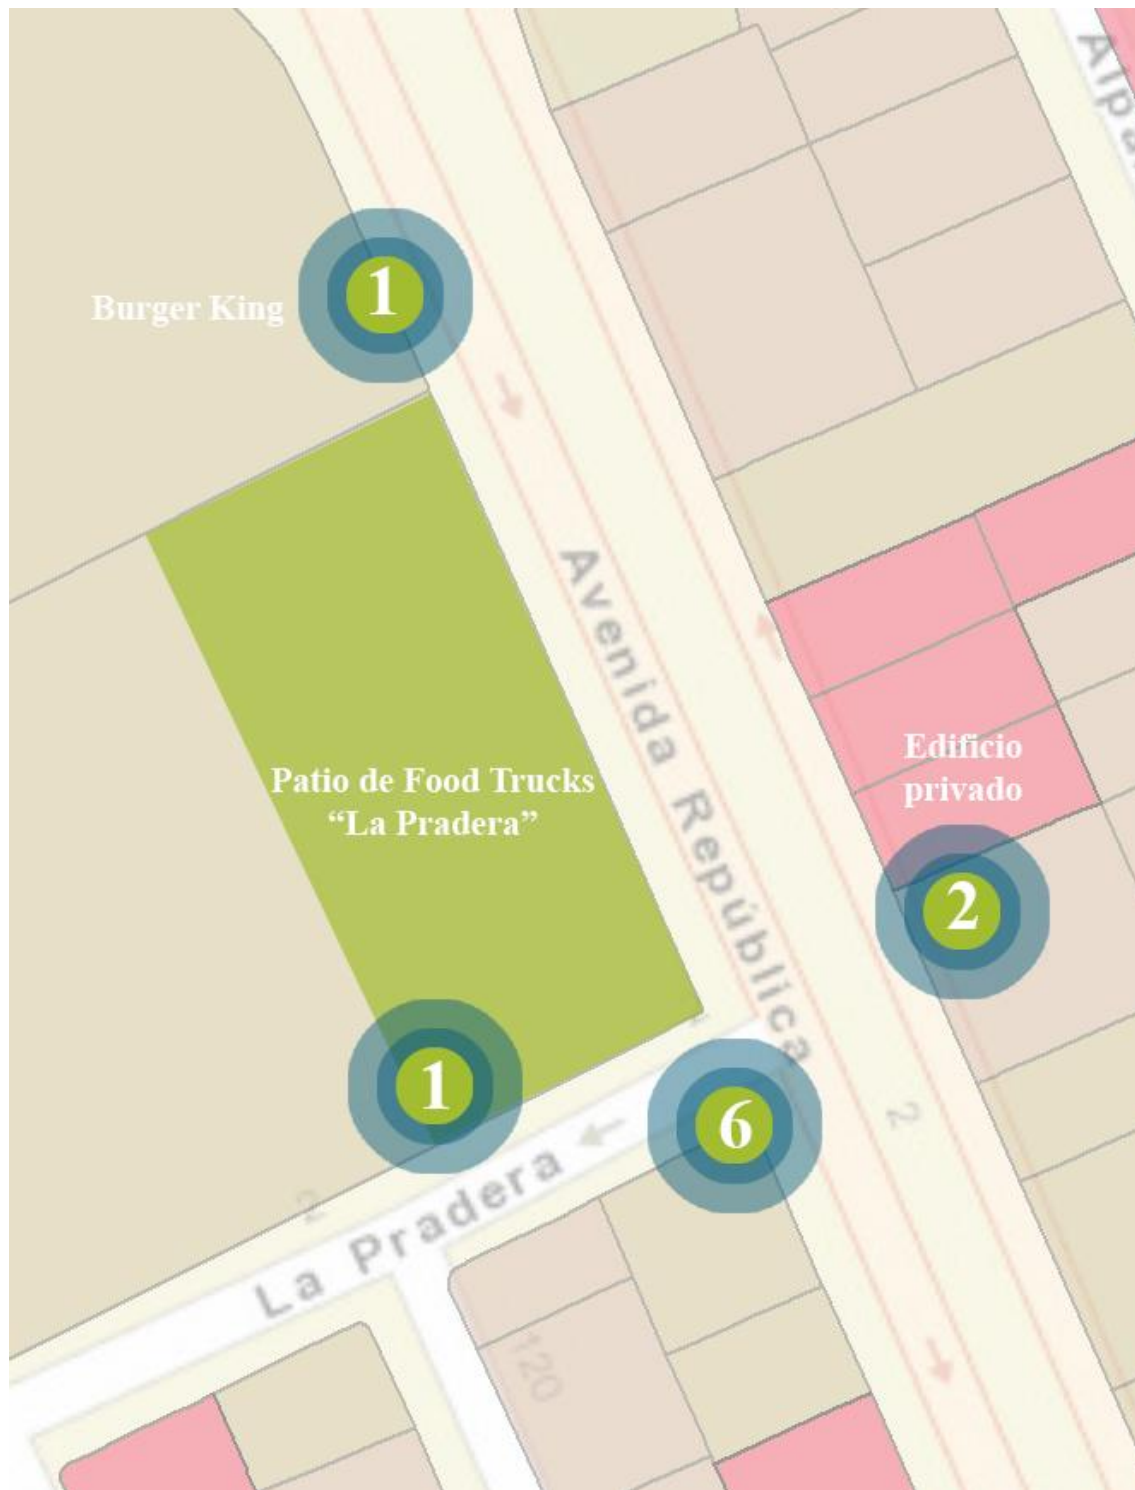 Alpa
1
Burger King
Avenida República
Edificio
privado
Patio de Food Trucks
“La Pradera”
2
1
6
2
La Pradera
2
120